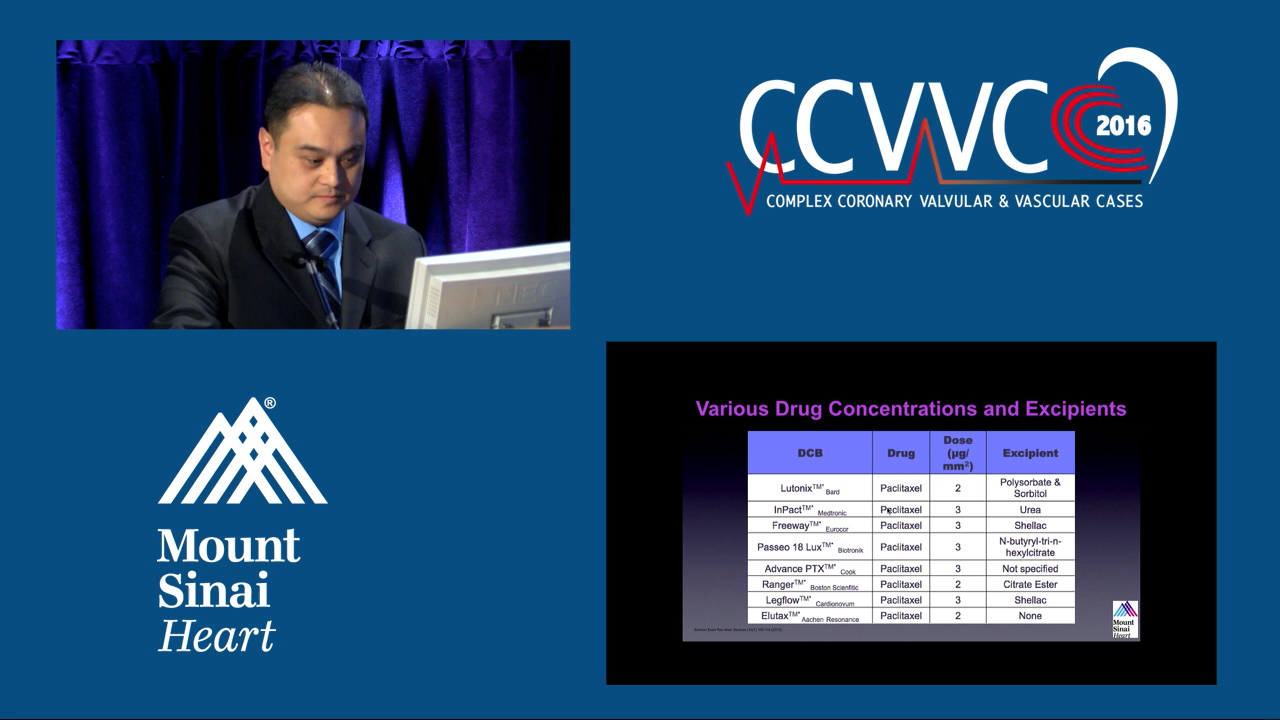 CCVVC
2016
COMPLEX CORONARY VALVULAR & VASCULAR CASES
NEC
®
Mount
Sinai
Heart
Various Drug Concentrations and Excipients
DCB Drug Dose (µg/mm²) Excipient
Lutonix™* Bard Paclitaxel 2 Polysorbate & Sorbitol
InPact™* Medtronic Paclitaxel 3 Urea
Freeway™* Eurocor Paclitaxel 3 Shellac
Passeo 18 Lux™* Biotronik Paclitaxel 3 N-butyryl-tri-n-hexylcitrate
Advance PTX™* Cook Paclitaxel 3 Not specified
Ranger™* Boston Scienfitic Paclitaxel 2 Citrate Ester
Legflow™* Cardionovum Paclitaxel 3 Shellac
Elutax™* Aachen Resonance Paclitaxel 2 None
Mount
Sinai
Heart